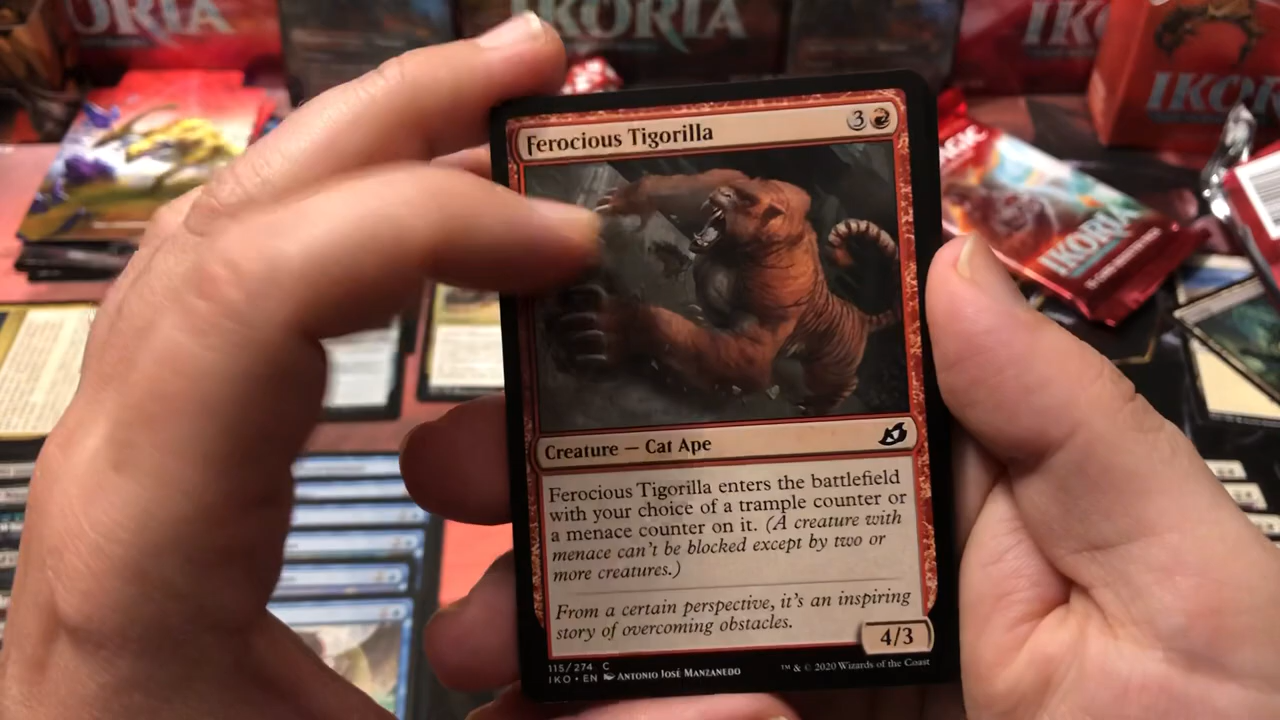 IKORIA
IKORIA
Ferocious Tigorilla
3
IKORIA
Creature — Cat Ape
Ferocious Tigorilla enters the battlefield
with your choice of a trample counter or
a menace counter on it. (A creature with
menace can't be blocked except by two or
more creatures.)
From a certain perspective, it's an inspiring
story of overcoming obstacles.
4/3
115/274 C
IKO • EN Antonio José Manzanedo
™ & © 2020 Wizards of the Coast